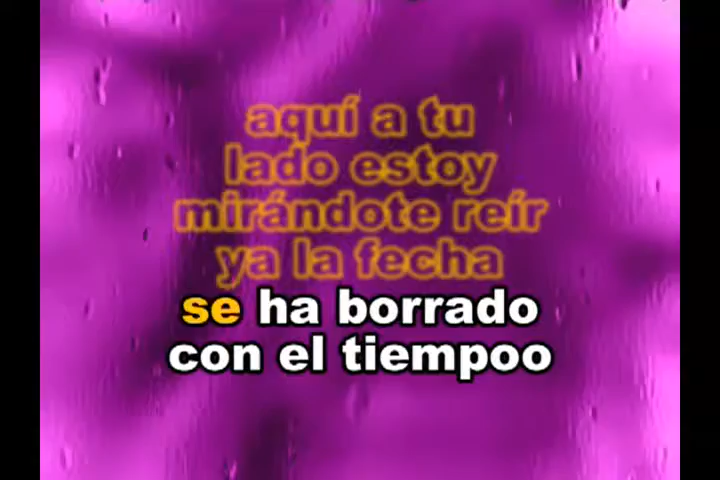 aquí a tu
lado estoy
mirándote reír
ya la fecha
se ha borrado
con el tiempoo